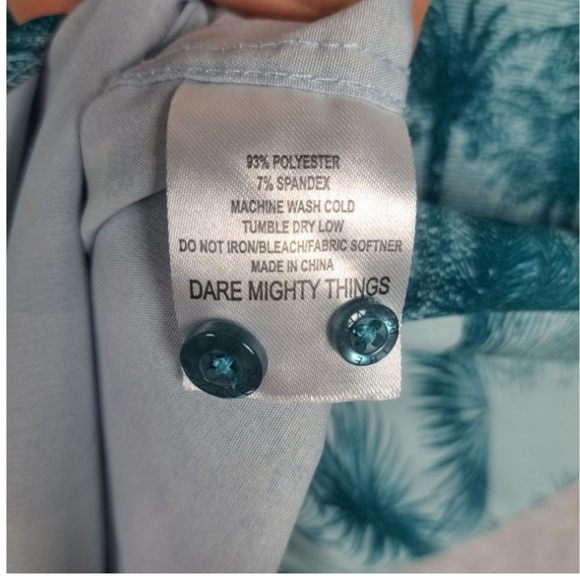 93% POLYESTER
7% SPANDEX
MACHINE WASH COLD
TUMBLE DRY LOW
DO NOT IRON/BLEACH/FABRIC SOFTNER
MADE IN CHINA
DARE MIGHTY THINGS